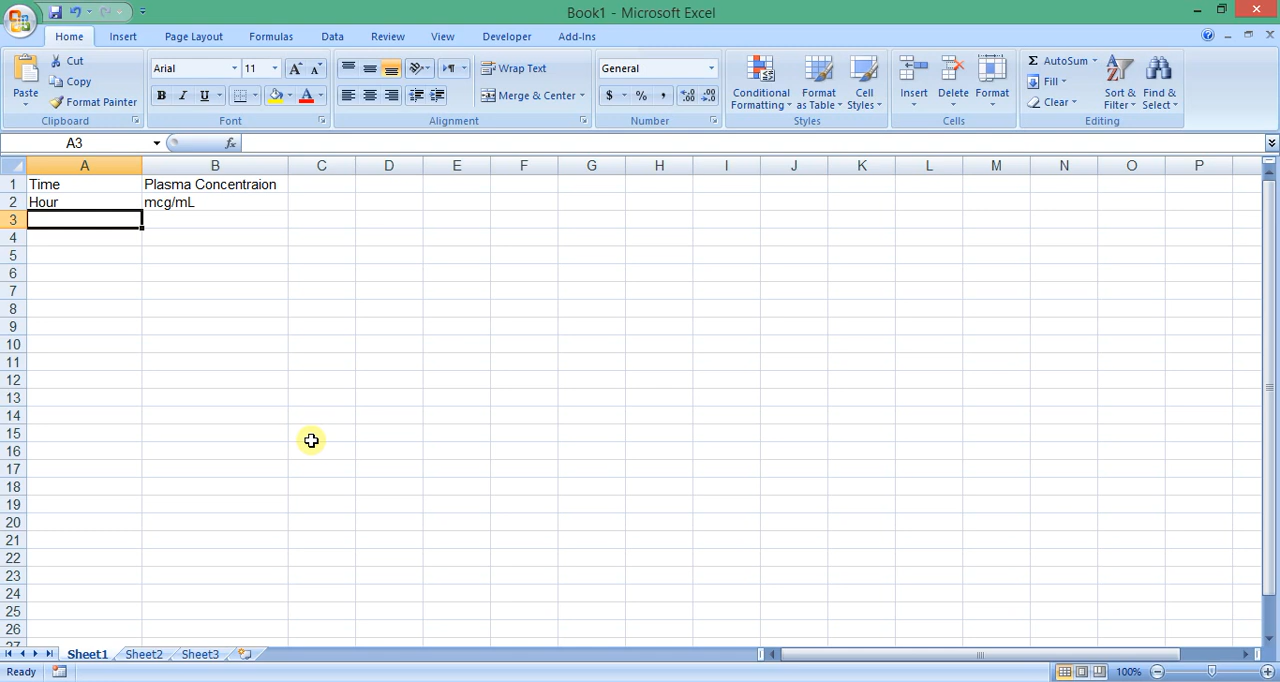 Book1 - Microsoft Excel
Home Insert Page Layout Formulas Data Review View Developer Add-Ins
Paste
Cut
Copy
Format Painter
Clipboard
Arial 11
B I U
Font
Wrap Text
Merge & Center
Alignment
General
$ % ,
Number
Conditional Formatting
Format as Table
Cell Styles
Styles
Insert Delete Format
Cells
Σ AutoSum
Fill
Clear
Sort & Filter
Find & Select
Editing
A3 fx
A B C D E F G H I J K L M N O P
1 Time Plasma Concentraion
2 Hour mcg/mL
3
4
5
6
7
8
9
10
11
12
13
14
15
16
17
18
19
20
21
22
23
24
25
26
27
Sheet1 Sheet2 Sheet3
Ready 100%